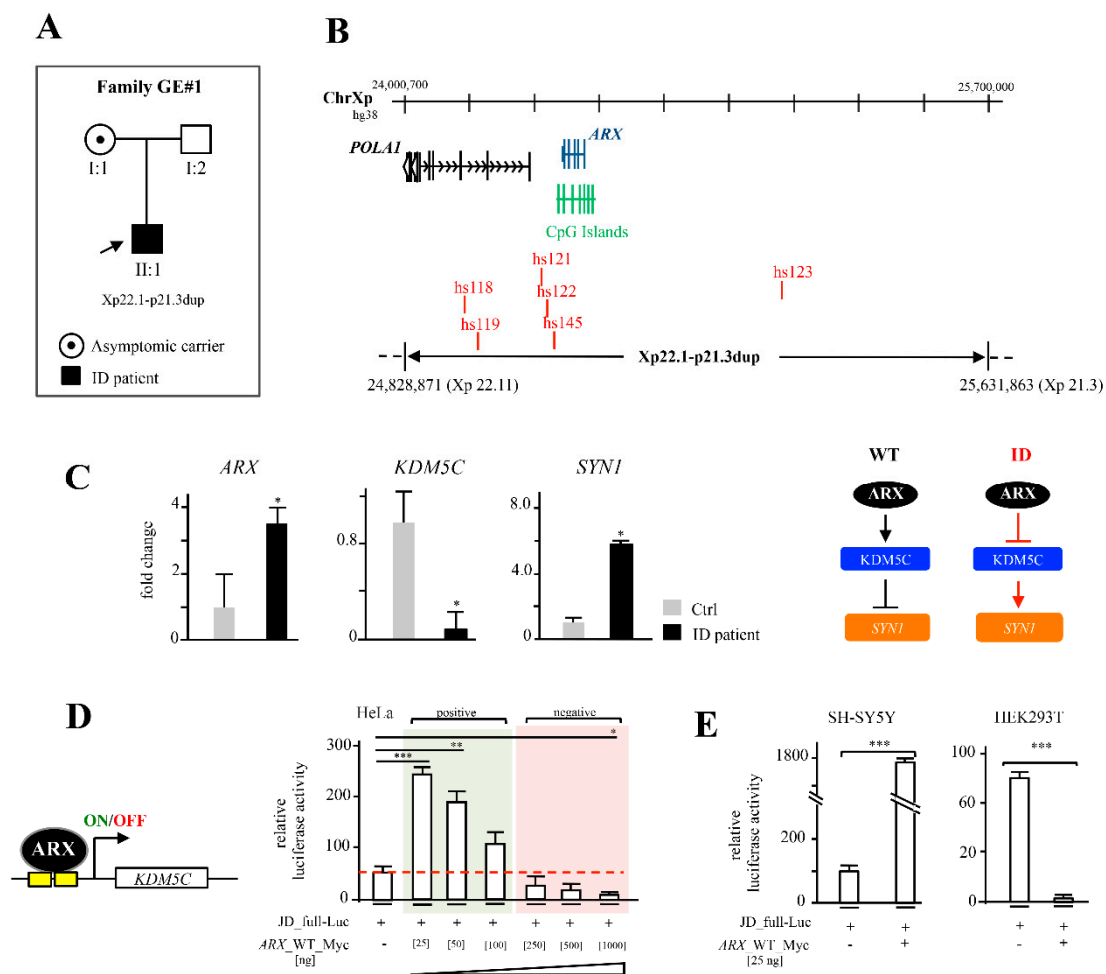 A
Family GE#1
I:1
I:2
II:1
Xp22.1-p21.3dup
Asymptomic carrier
ID patient
B
24,000,700
25,700,000
ChrXp
hg38
POLA1
ARX
CpG Islands
hs121
hs123
hs118
hs122
hs119
hs145
Xp22.1-p21.3dup
24,828,871 (Xp 22.11)
25,631,863 (Xp 21.3)
C
ARX
KDM5C
SYN1
fold change
4
2
0
*
0.8
0
*
6.0
4.0
0
*
Ctrl
ID patient
WT
ID
ARX
ARX
KDM5C
KDM5C
SYN1
SYN1
D
ON/OFF
ARX
KDM5C
HeLa
positive
negative
relative
luciferase activity
300
200
100
0
***
**
*
JD_full-Luc
+ + + + + + +
ARX_WT_Myc
[ng]
- [25] [50] [100] [250] [500] [1000]
E
SH-SY5Y
HEK293T
relative
luciferase activity
1800
200
0
***
100
80
60
40
20
0
***
JD_full-Luc
+ + + +
ARX_WT_Myc
[25 ng]
- + - +